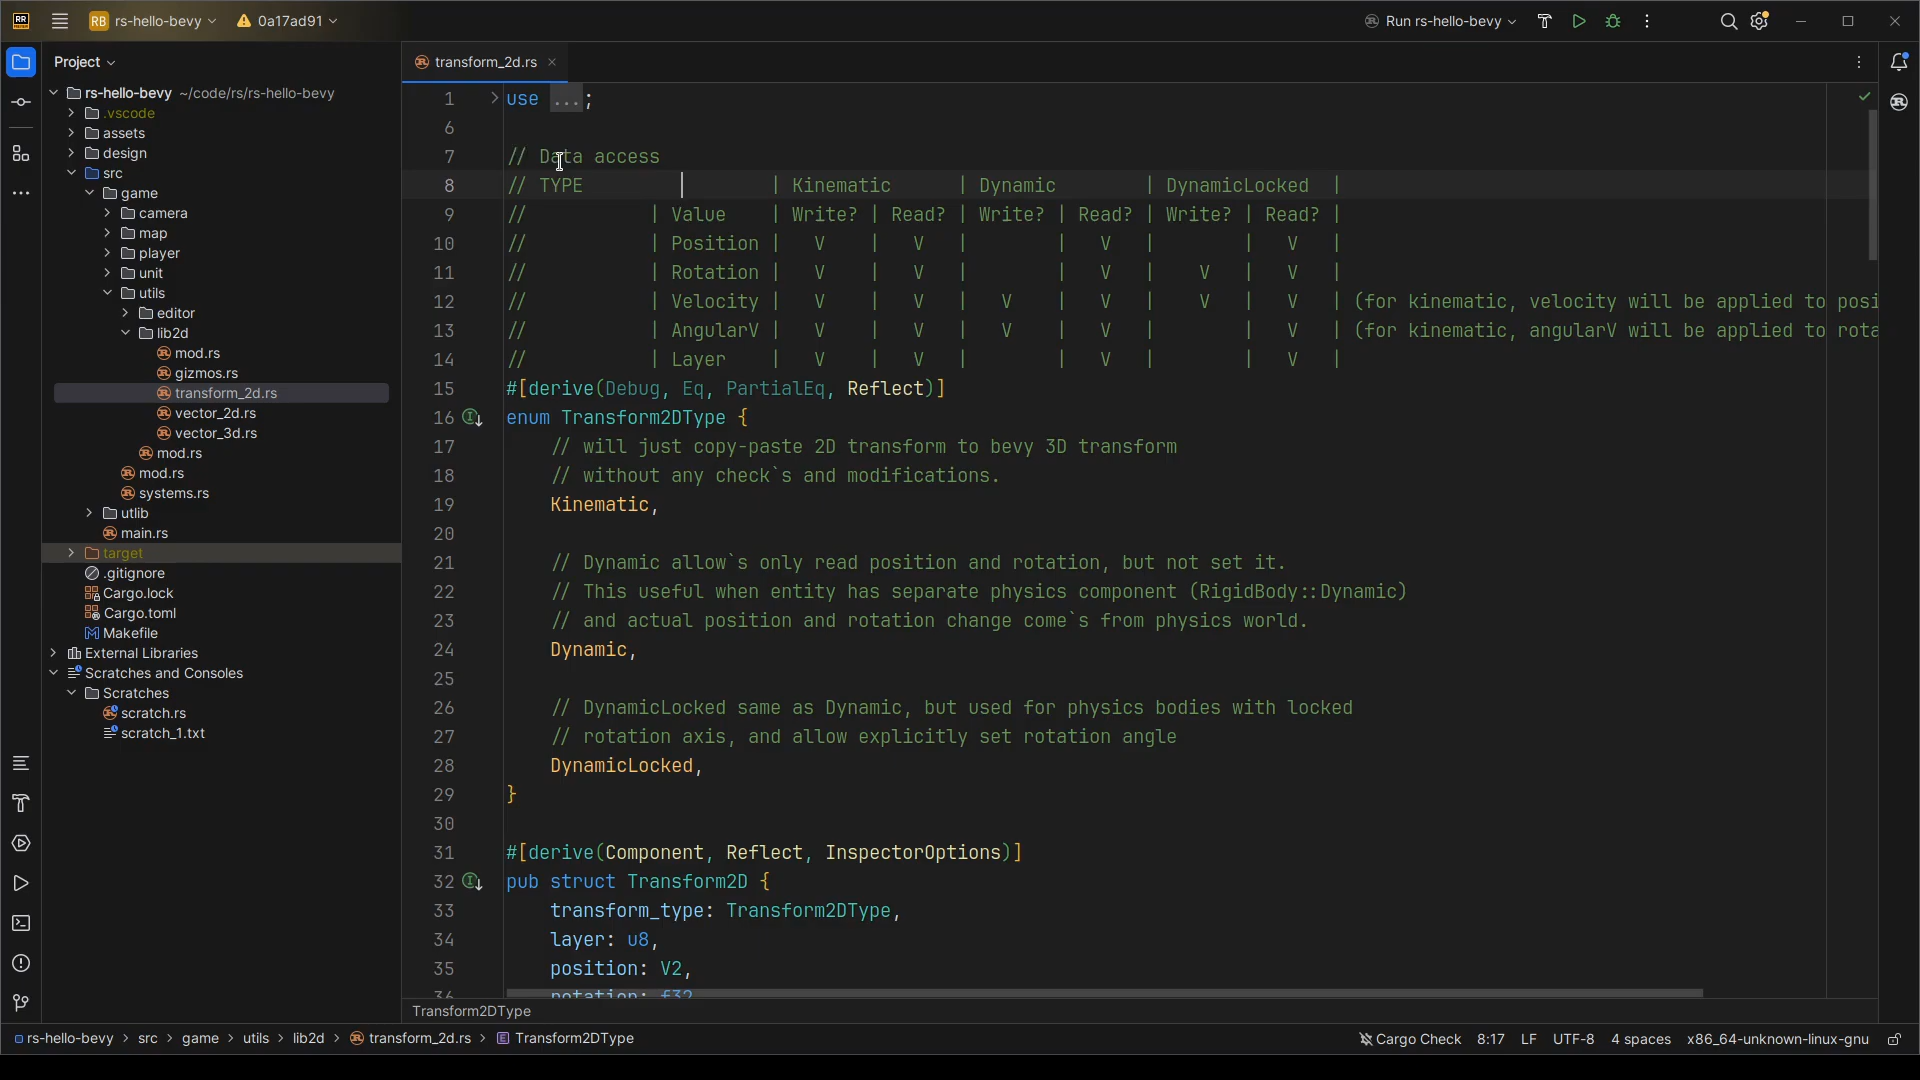 RR
RB rs-hello-bevy
0a17ad91
Run rs-hello-bevy
Project
transform_2d.rs
rs-hello-bevy ~/code/rs/rs-hello-bevy
.vscode
assets
design
src
game
camera
map
player
unit
utils
editor
lib2d
mod.rs
gizmos.rs
transform_2d.rs
vector_2d.rs
vector_3d.rs
mod.rs
mod.rs
systems.rs
utlib
main.rs
target
.gitignore
Cargo.lock
Cargo.toml
Makefile
External Libraries
Scratches and Consoles
Scratches
scratch.rs
scratch_1.txt
1 use ...;
6
7 // Data access
8 // TYPE | Kinematic | Dynamic | DynamicLocked |
9 // | Value | Write? | Read? | Write? | Read? | Write? | Read? |
10 // | Position | V | V | | V | | V |
11 // | Rotation | V | V | | V | V | V |
12 // | Velocity | V | V | V | V | V | V | (for kinematic, velocity will be applied to posi
13 // | AngularV | V | V | V | V | | V | (for kinematic, angularV will be applied to rota
14 // | Layer | V | V | | V | | V |
15 #[derive(Debug, Eq, PartialEq, Reflect)]
16 enum Transform2DType {
17 // will just copy-paste 2D transform to bevy 3D transform
18 // without any check`s and modifications.
19 Kinematic,
20
21 // Dynamic allow`s only read position and rotation, but not set it.
22 // This useful when entity has separate physics component (RigidBody::Dynamic)
23 // and actual position and rotation change come`s from physics world.
24 Dynamic,
25
26 // DynamicLocked same as Dynamic, but used for physics bodies with locked
27 // rotation axis, and allow explicitly set rotation angle
28 DynamicLocked,
29 }
30
31 #[derive(Component, Reflect, InspectorOptions)]
32 pub struct Transform2D {
33 transform_type: Transform2DType,
34 layer: u8,
35 position: V2,
36 rotation: f32
Transform2DType
rs-hello-bevy > src > game > utils > lib2d > transform_2d.rs > E Transform2DType
Cargo Check 8:17 LF UTF-8 4 spaces x86_64-unknown-linux-gnu